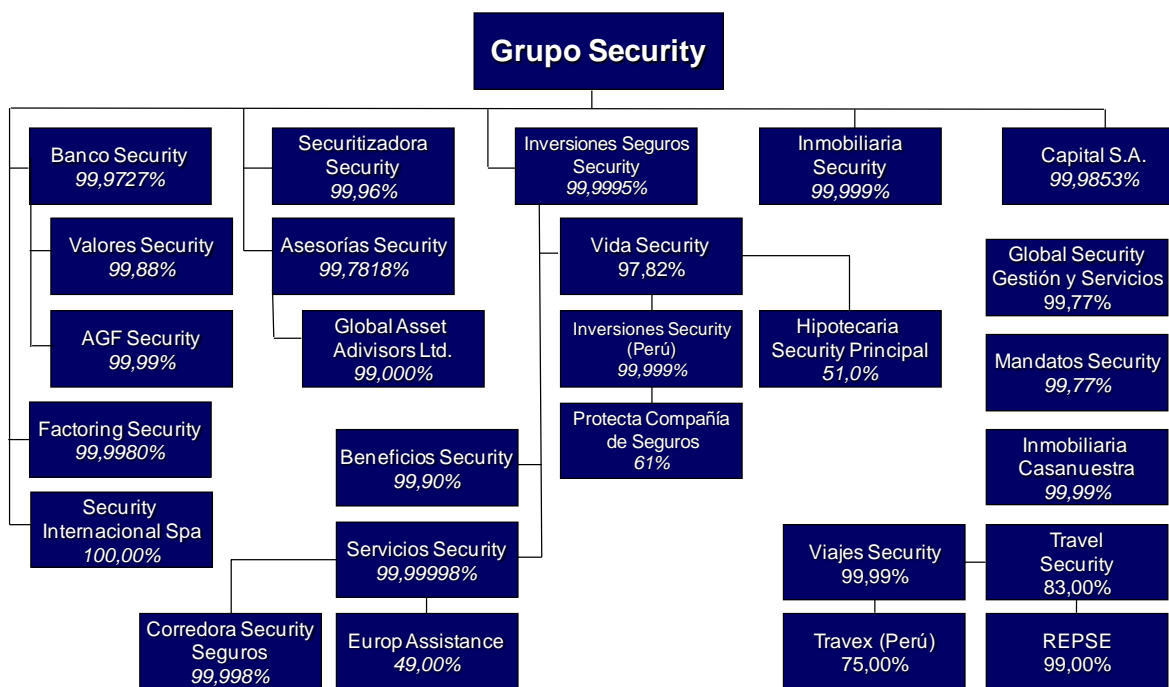 Grupo Security
Banco Security
99,9727%
Securitizadora
Security
99,96%
Inversiones Seguros
Security
99,9995%
Inmobiliaria
Security
99,999%
Capital S.A.
99,9853%
Valores Security
99,88%
Asesorías Security
99,7818%
Vida Security
97,82%
Global Security
Gestión y Servicios
99,77%
AGF Security
99,99%
Global Asset
Adivisors Ltd.
99,000%
Inversiones Security
(Perú)
99,999%
Hipotecaria
Security Principal
51,0%
Mandatos Security
99,77%
Factoring Security
99,9980%
Beneficios Security
99,90%
Protecta Compañía
de Seguros
61%
Inmobiliaria
Casanuestra
99,99%
Security
Internacional Spa
100,00%
Servicios Security
99,99998%
Viajes Security
99,99%
Travel
Security
83,00%
Corredora Security
Seguros
99,998%
Europ Assistance
49,00%
Travex (Perú)
75,00%
REPSE
99,00%